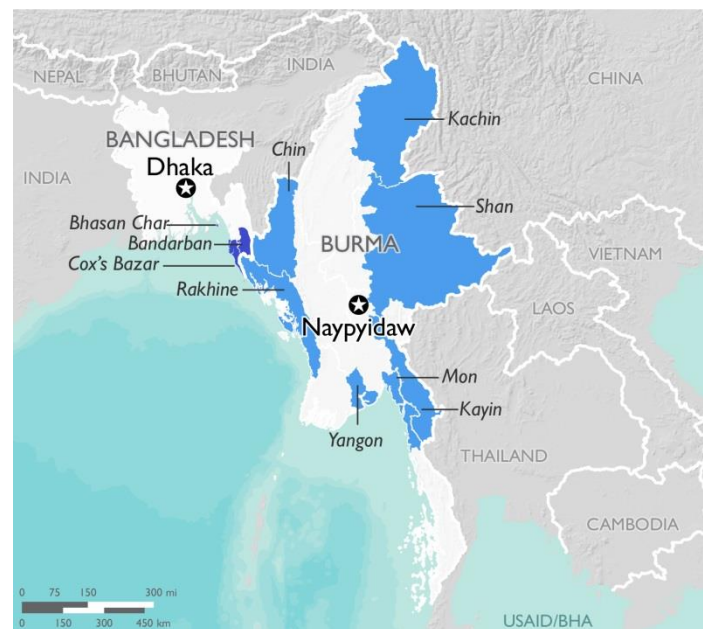 NEPAL
BHUTAN
INDIA
CHINA
Kachin
BANGLADESH
Chin
Dhaka
INDIA
Shan
Bhasan Char
Bandarban
BURMA
VIETNAM
Cox's Bazar
Rakhine
LAOS
Naypyidaw
Mon
Kayin
Yangon
THAILAND
CAMBODIA
0 75 150 300 mi
0 150 300 450 km
USAID/BHA